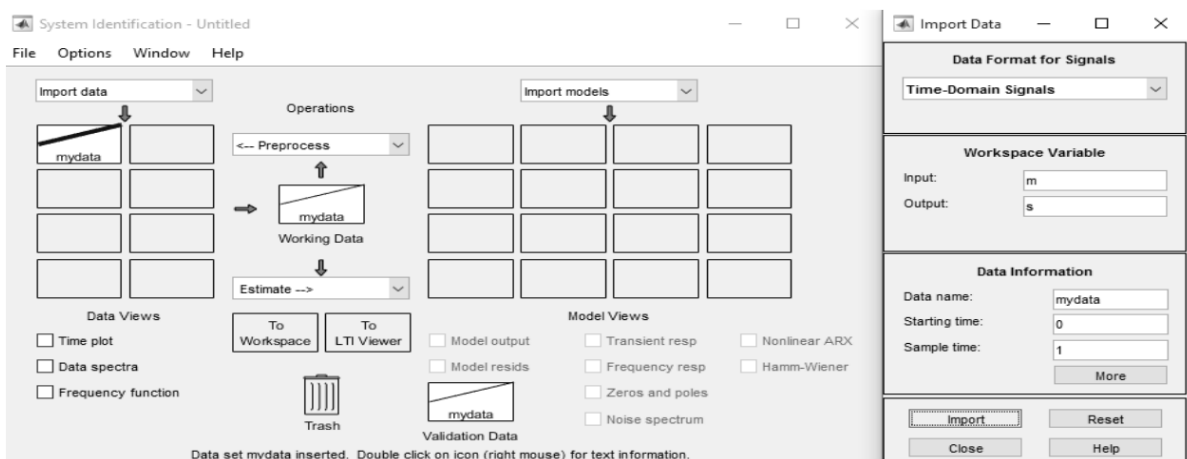 System Identification - Untitled
File Options Window Help
Import data
Import models
Operations
mydata
<-- Preprocess
mydata
Working Data
Estimate -->
Data Views
Time plot
Data spectra
Frequency function
To Workspace
To LTI Viewer
Trash
Model Views
Model output
Transient resp
Nonlinear ARX
Model resids
Frequency resp
Hamm-Wiener
Zeros and poles
Noise spectrum
mydata
Validation Data
Data set mydata inserted. Double click on icon (right mouse) for text information.
Import Data
Data Format for Signals
Time-Domain Signals
Workspace Variable
Input: m
Output: s
Data Information
Data name: mydata
Starting time: 0
Sample time: 1
More
Import Reset
Close Help